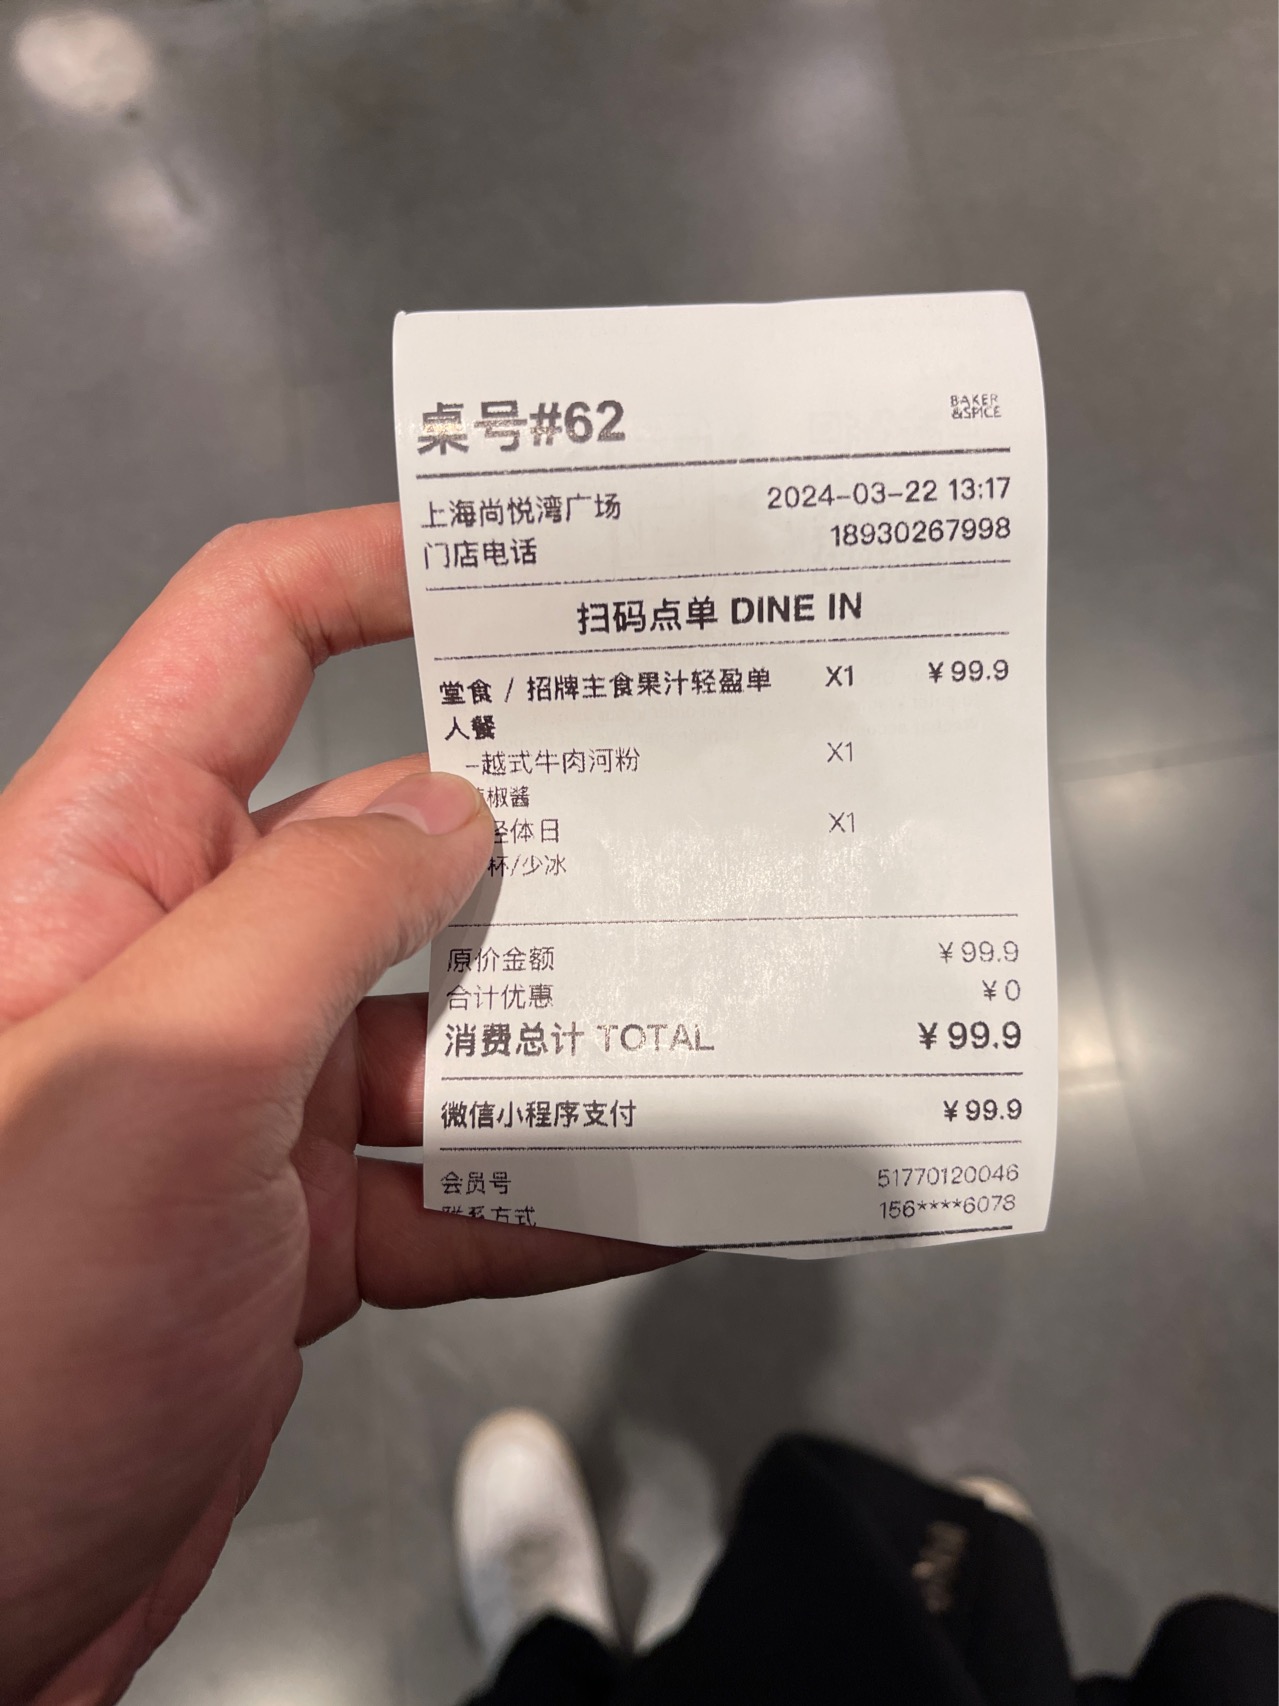 桌号#62
BAKER
&SPICE
上海尚悦湾广场 2024-03-22 13:17
门店电话 18930267998
扫码点单 DINE IN
堂食 / 招牌主食果汁轻盈单 X1 ¥99.9
人餐
-越式牛肉河粉 X1
椒酱
体日 X1
杯/少冰
原价金额 ¥99.9
合计优惠 ¥0
消费总计 TOTAL ¥99.9
微信小程序支付 ¥99.9
会员号 51770120046
联系方式 156****6078